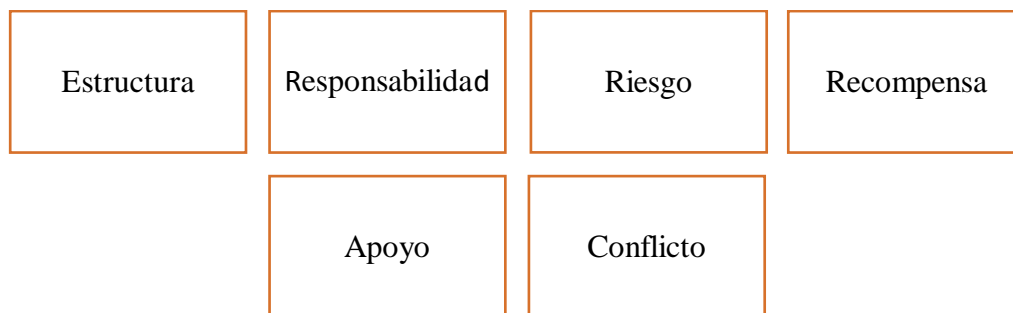 Estructura
Responsabilidad
Riesgo
Recompensa
Apoyo
Conflicto